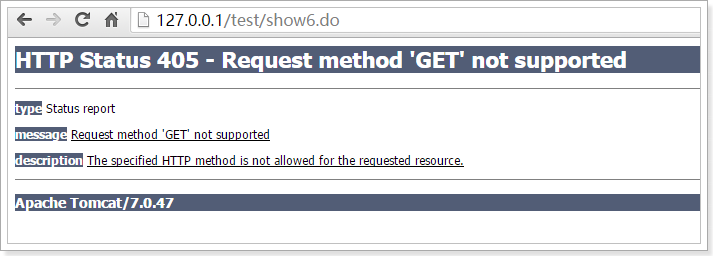 127.0.0.1/test/show6.do
HTTP Status 405 - Request method 'GET' not supported
type Status report
message Request method 'GET' not supported
description The specified HTTP method is not allowed for the requested resource.
Apache Tomcat/7.0.47